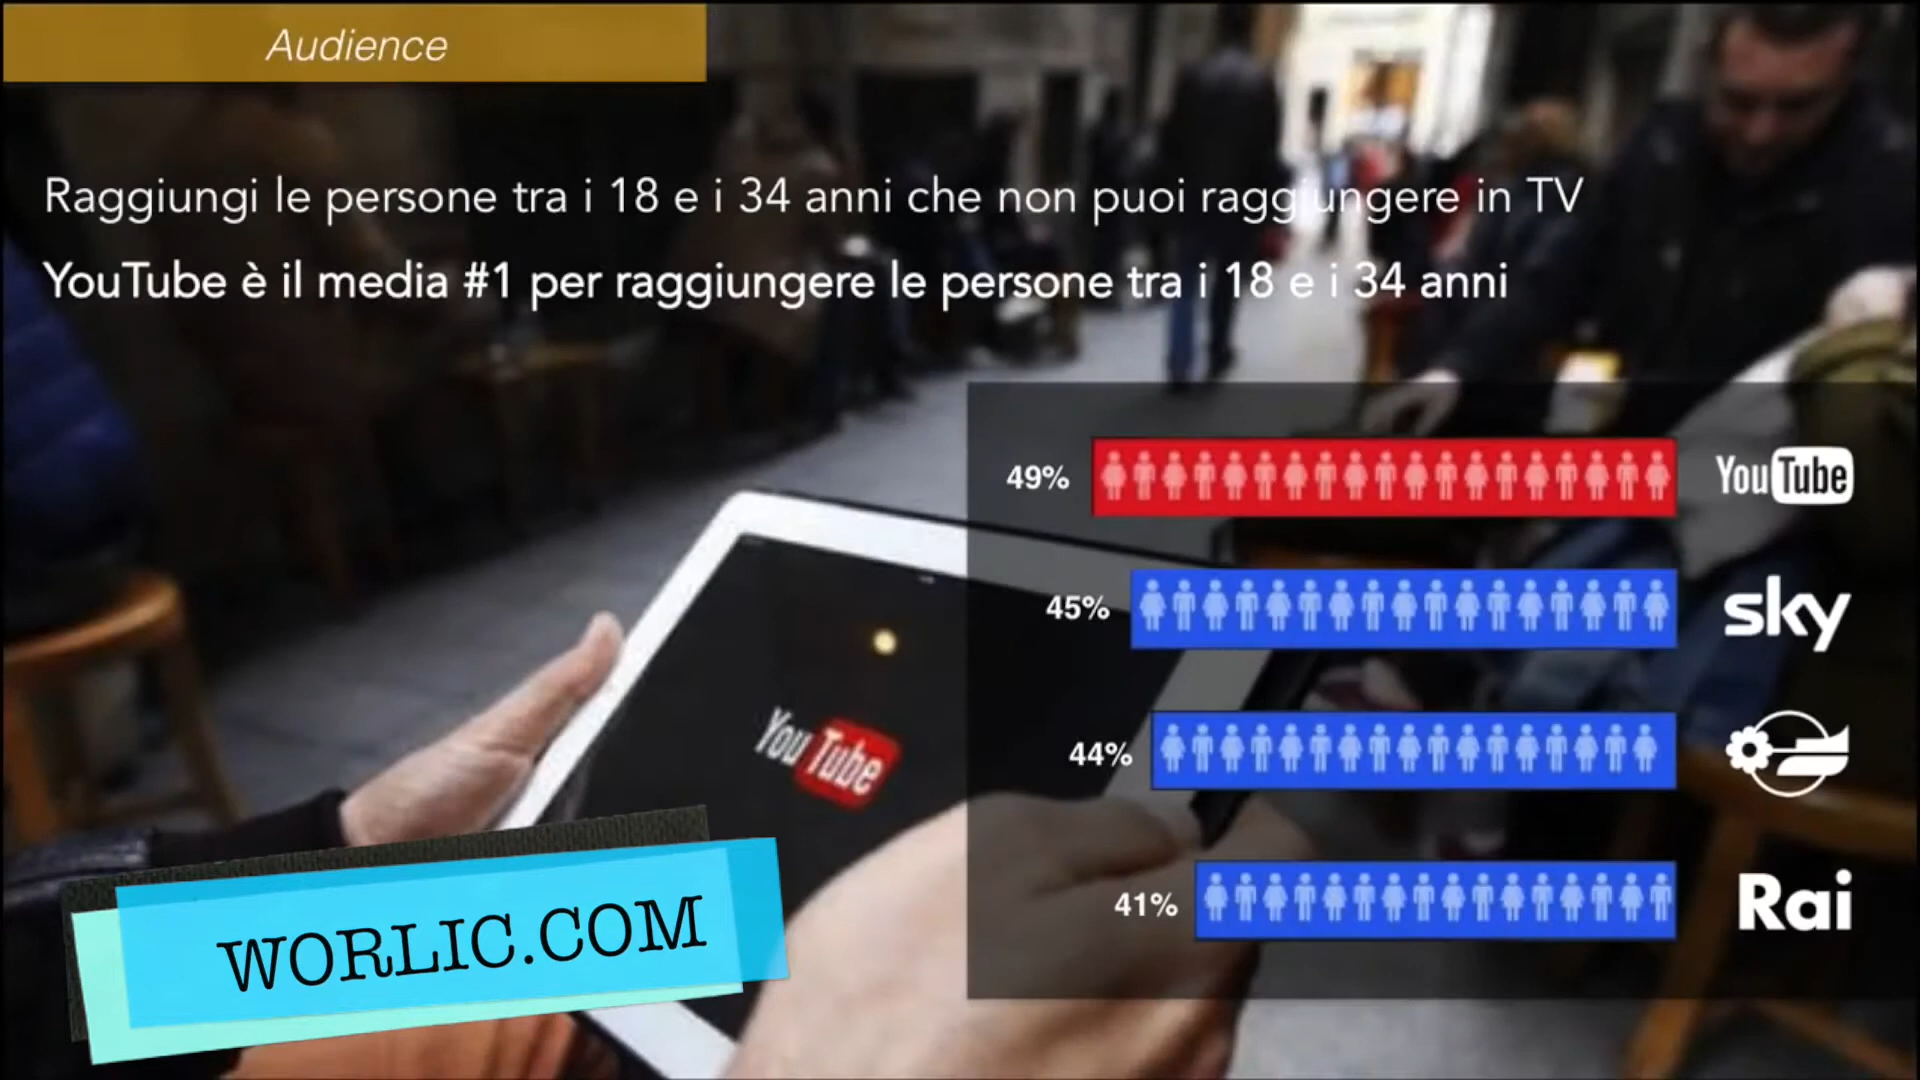 Audience
Raggiungi le persone tra i 18 e i 34 anni che non puoi raggiungere in TV
YouTube è il media #1 per raggiungere le persone tra i 18 e i 34 anni
49% YouTube
45% sky
44%
41% Rai
YouTube
WORLIC.COM